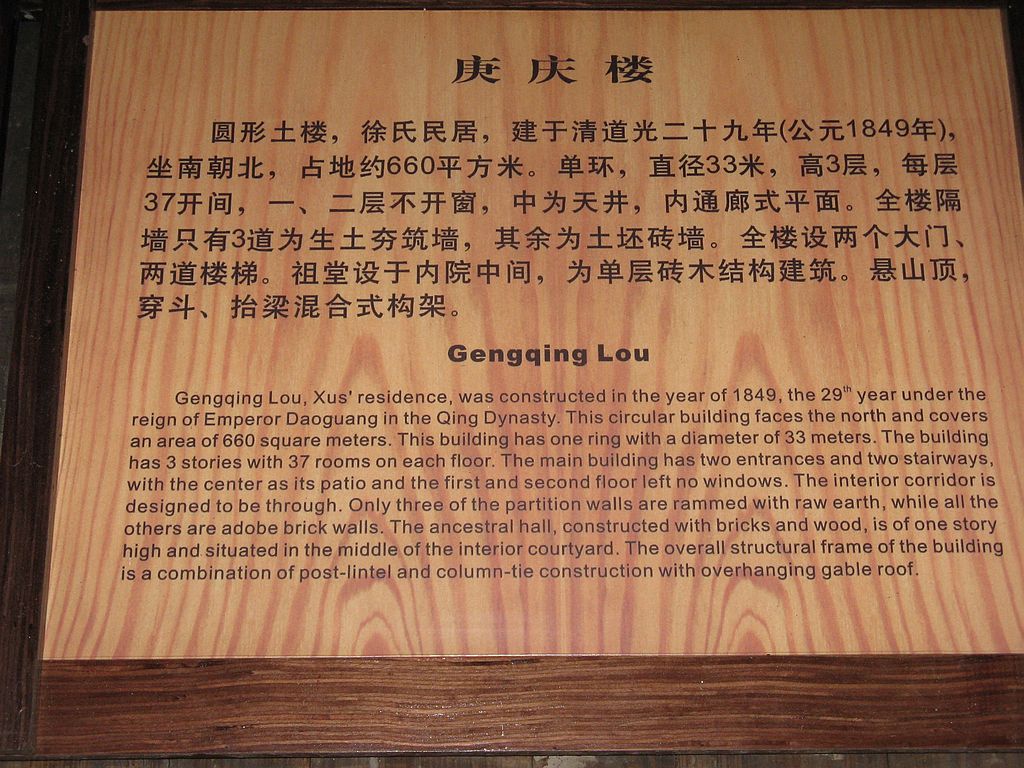 庚庆楼
圆形土楼，徐氏民居，建于清道光二十九年(公元1849年)，
坐南朝北，占地约660平方米。单环，直径33米，高3层，每层
37开间，一、二层不开窗，中为天井，内通廊式平面。全楼隔
墙只有3道为生土夯筑墙，其余为土坯砖墙。全楼设两个大门、
两道楼梯。祖堂设于内院中间，为单层砖木结构建筑。悬山顶，
穿斗、抬梁混合式构架。
Gengqing Lou
Gengqing Lou, Xus' residence, was constructed in the year of 1849, the 29th year under the
reign of Emperor Daoguang in the Qing Dynasty. This circular building faces the north and covers
an area of 660 square meters. This building has one ring with a diameter of 33 meters. The building
has 3 stories with 37 rooms on each floor. The main building has two entrances and two stairways,
with the center as its patio and the first and second floor left no windows. The interior corridor is
designed to be through. Only three of the partition walls are rammed with raw earth, while all the
others are adobe brick walls. The ancestral hall, constructed with bricks and wood, is of one story
high and situated in the middle of the interior courtyard. The overall structural frame of the building
is a combination of post-lintel and column-tie construction with overhanging gable roof.